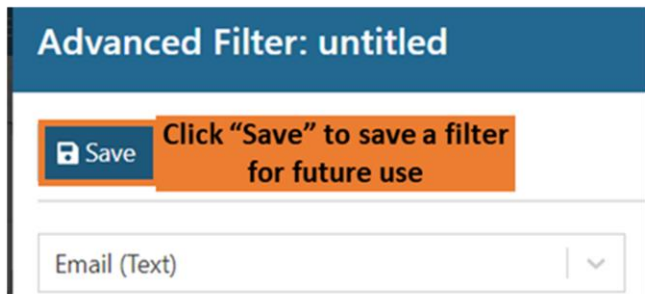 Advanced Filter: untitled
Save
Click “Save” to save a filter
for future use
Email (Text)